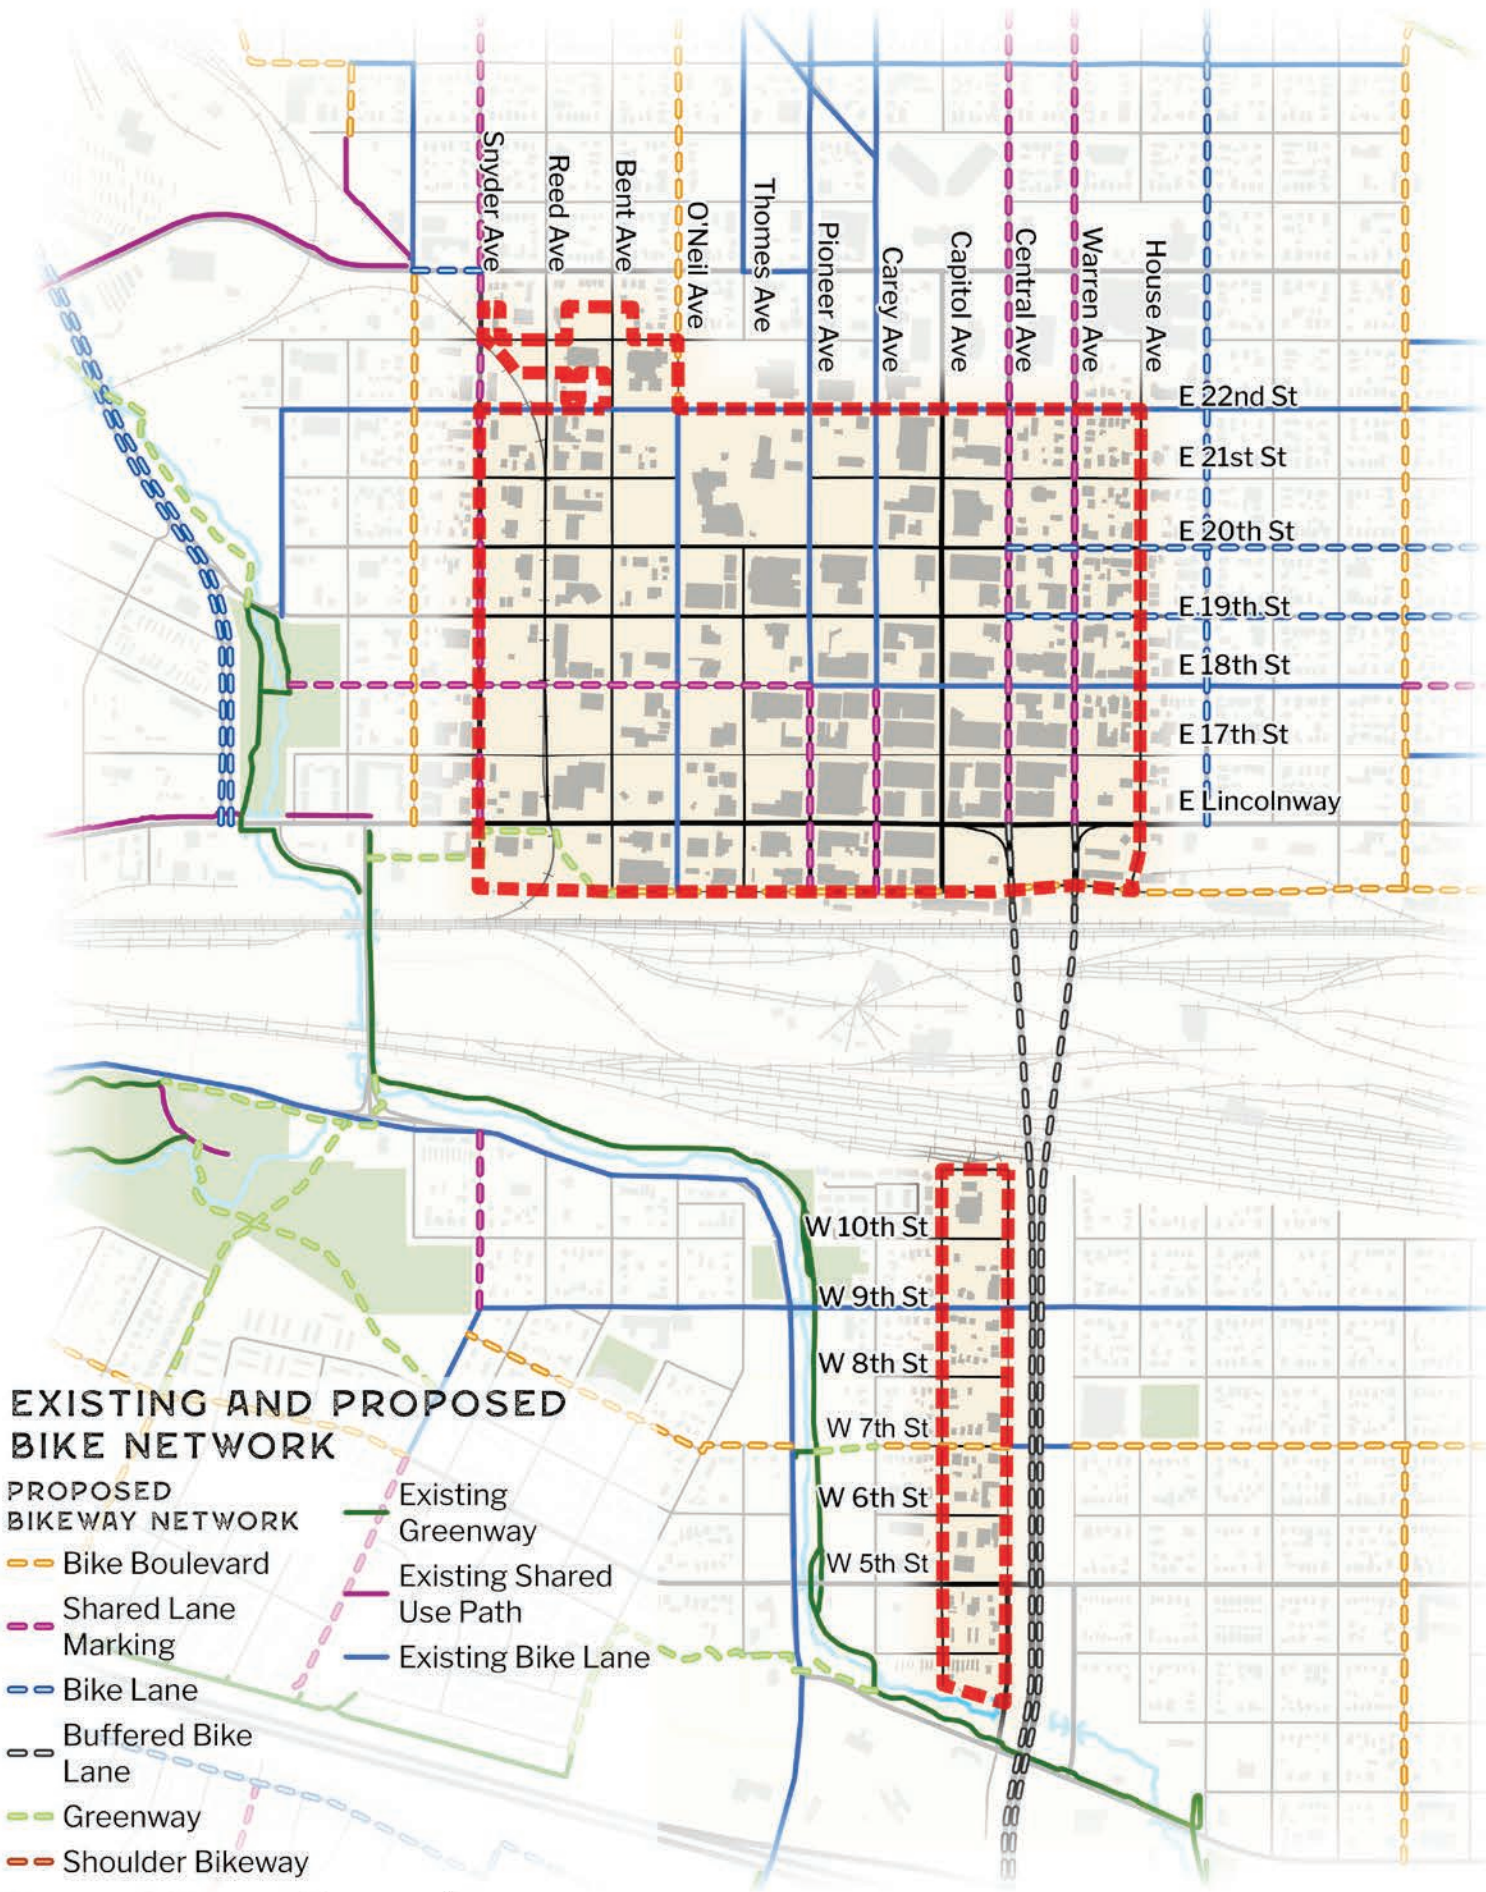 Snyder Ave
Reed Ave
Bent Ave
O'Neil Ave
Thomes Ave
Pioneer Ave
Carey Ave
Capitol Ave
Central Ave
Warren Ave
House Ave
E 22nd St
E 21st St
E 20th St
E 19th St
E 18th St
E 17th St
E Lincolnway
W 10th St
W 9th St
W 8th St
W 7th St
W 6th St
W 5th St
EXISTING AND PROPOSED
BIKE NETWORK
PROPOSED
BIKEWAY NETWORK
Bike Boulevard
Shared Lane
Marking
Bike Lane
Buffered Bike
Lane
Greenway
Shoulder Bikeway
Existing
Greenway
Existing Shared
Use Path
Existing Bike Lane